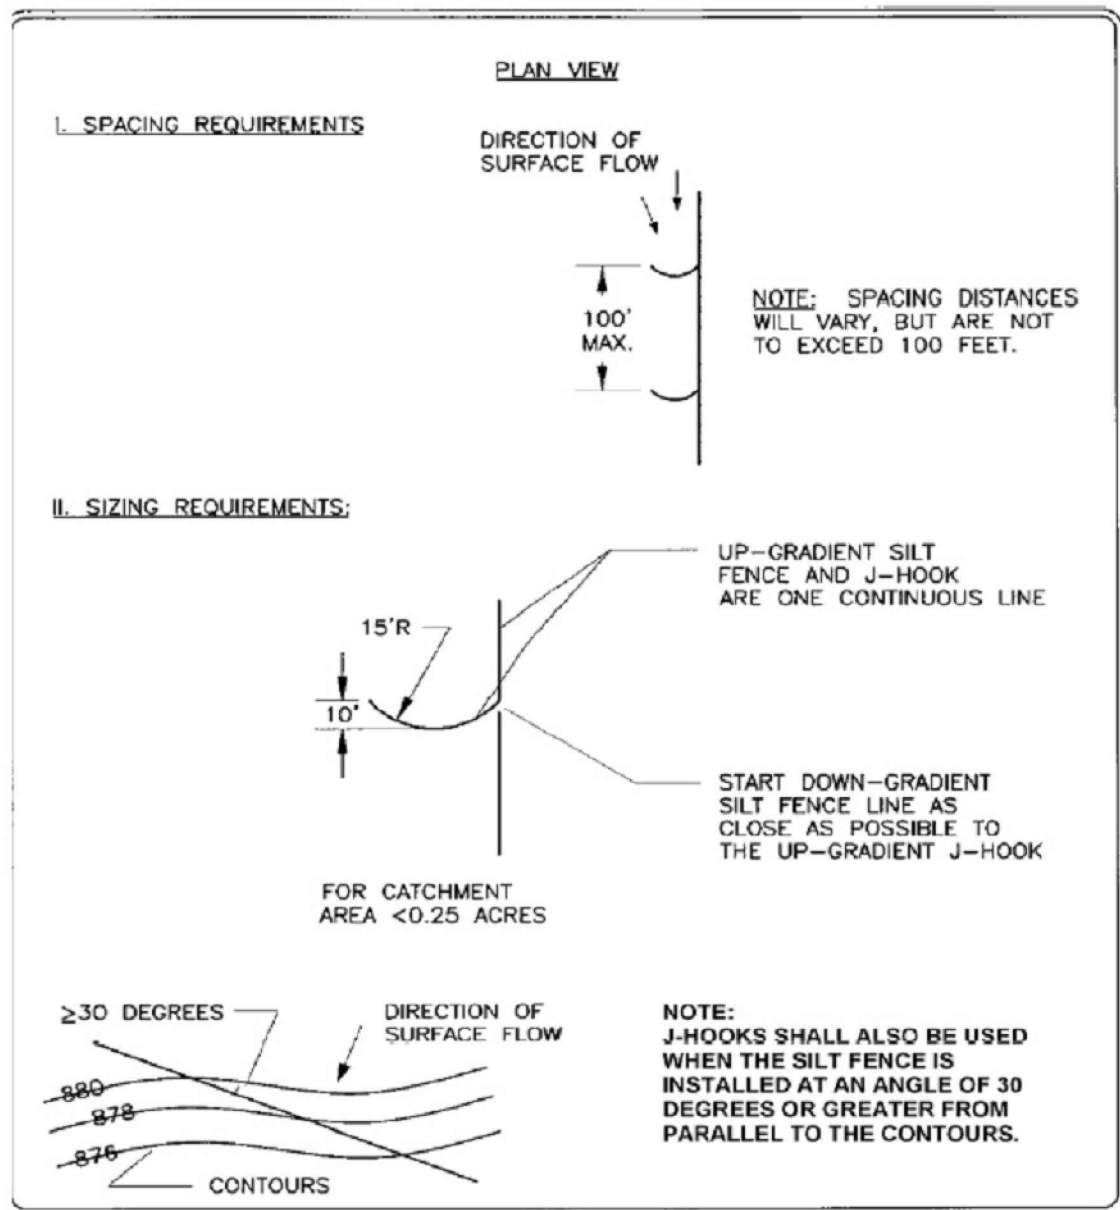 PLAN VIEW
I. SPACING REQUIREMENTS
DIRECTION OF
SURFACE FLOW
100'
MAX.
NOTE: SPACING DISTANCES
WILL VARY, BUT ARE NOT
TO EXCEED 100 FEET.
II. SIZING REQUIREMENTS:
UP-GRADIENT SILT
FENCE AND J-HOOK
ARE ONE CONTINUOUS LINE
15'R
10'
START DOWN-GRADIENT
SILT FENCE LINE AS
CLOSE AS POSSIBLE TO
THE UP-GRADIENT J-HOOK
FOR CATCHMENT
AREA <0.25 ACRES
≥30 DEGREES
DIRECTION OF
SURFACE FLOW
880
878
876
CONTOURS
NOTE:
J-HOOKS SHALL ALSO BE USED
WHEN THE SILT FENCE IS
INSTALLED AT AN ANGLE OF 30
DEGREES OR GREATER FROM
PARALLEL TO THE CONTOURS.